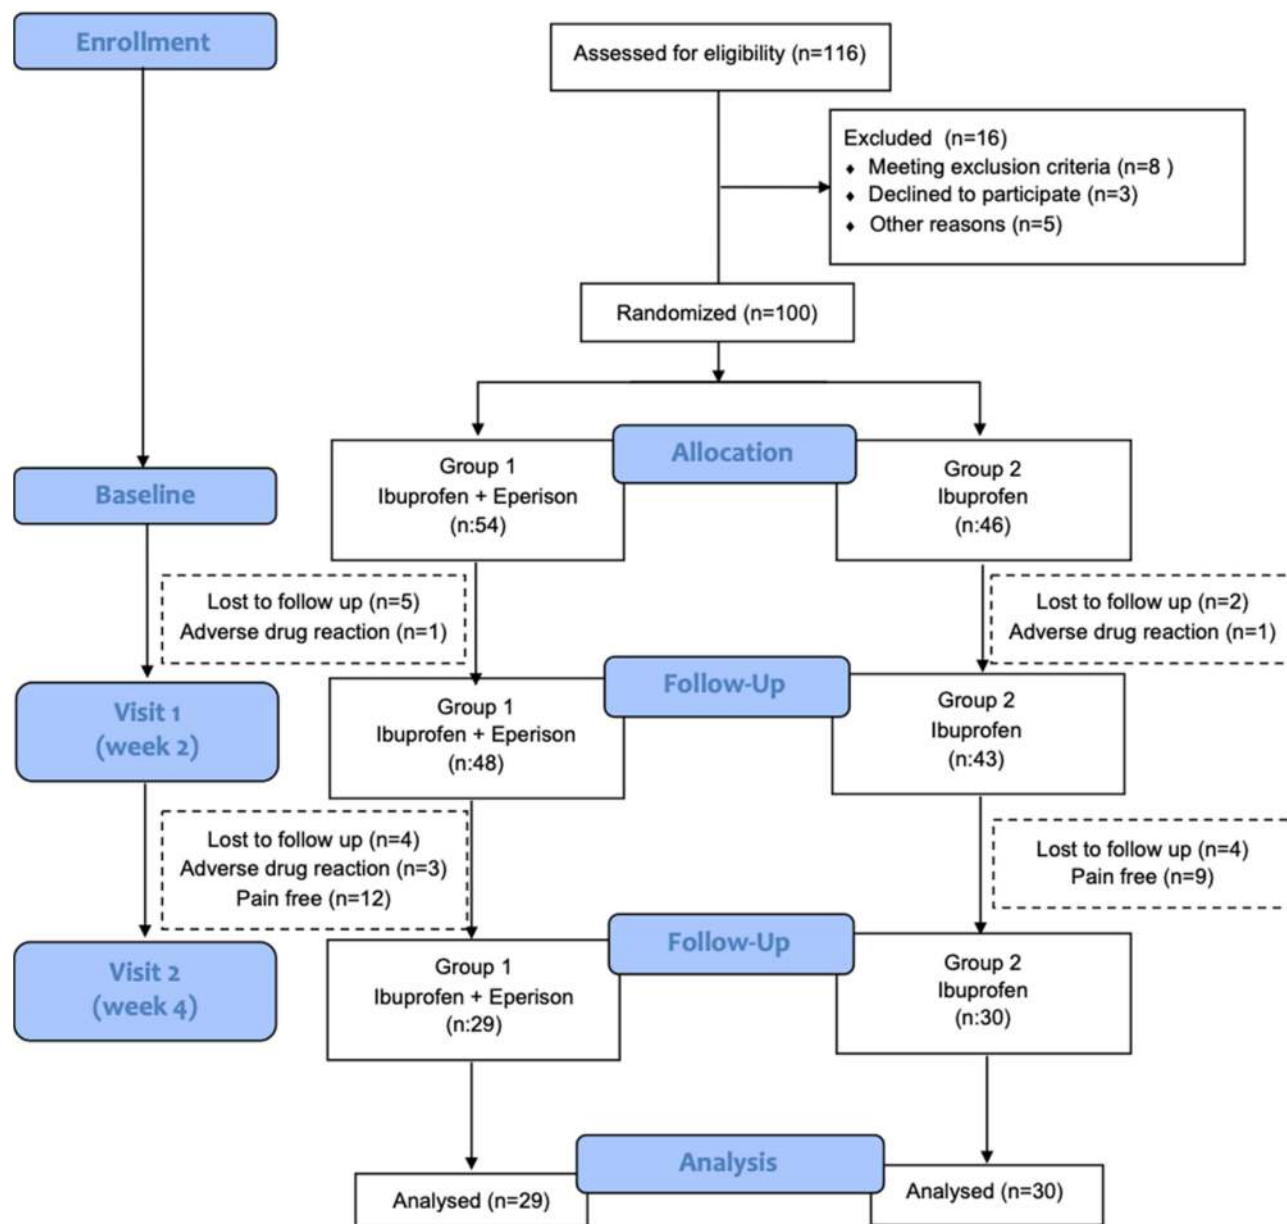 Enrollment
Assessed for eligibility (n=116)
Excluded (n=16)
♦ Meeting exclusion criteria (n=8 )
♦ Declined to participate (n=3)
♦ Other reasons (n=5)
Randomized (n=100)
Allocation
Baseline
Group 1
Ibuprofen + Eperison
(n:54)
Group 2
Ibuprofen
(n:46)
Lost to follow up (n=5)
Adverse drug reaction (n=1)
Lost to follow up (n=2)
Adverse drug reaction (n=1)
Follow-Up
Visit 1
(week 2)
Group 1
Ibuprofen + Eperison
(n:48)
Group 2
Ibuprofen
(n:43)
Lost to follow up (n=4)
Adverse drug reaction (n=3)
Pain free (n=12)
Lost to follow up (n=4)
Pain free (n=9)
Follow-Up
Visit 2
(week 4)
Group 1
Ibuprofen + Eperison
(n:29)
Group 2
Ibuprofen
(n:30)
Analysis
Analysed (n=29)
Analysed (n=30)